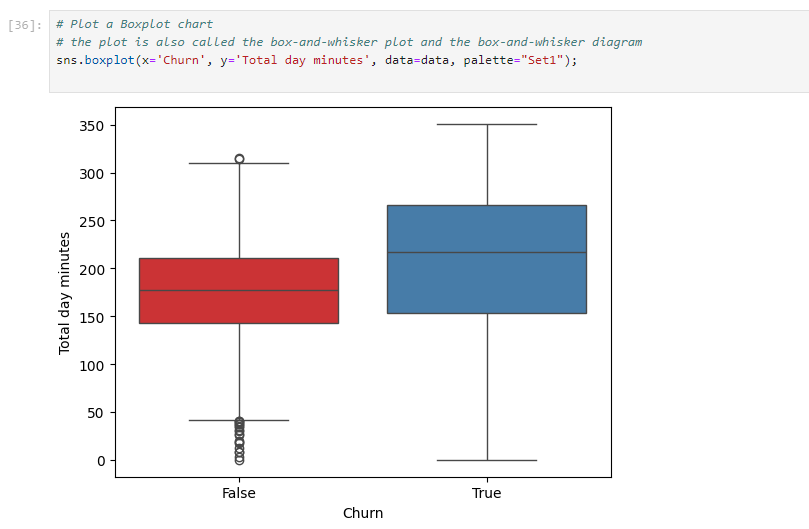 [36]:
# Plot a Boxplot chart
# the plot is also called the box-and-whisker plot and the box-and-whisker diagram
sns.boxplot(x='Churn', y='Total day minutes', data=data, palette="Set1");
350
300
250
200
150
100
50
0
Total day minutes
False
True
Churn